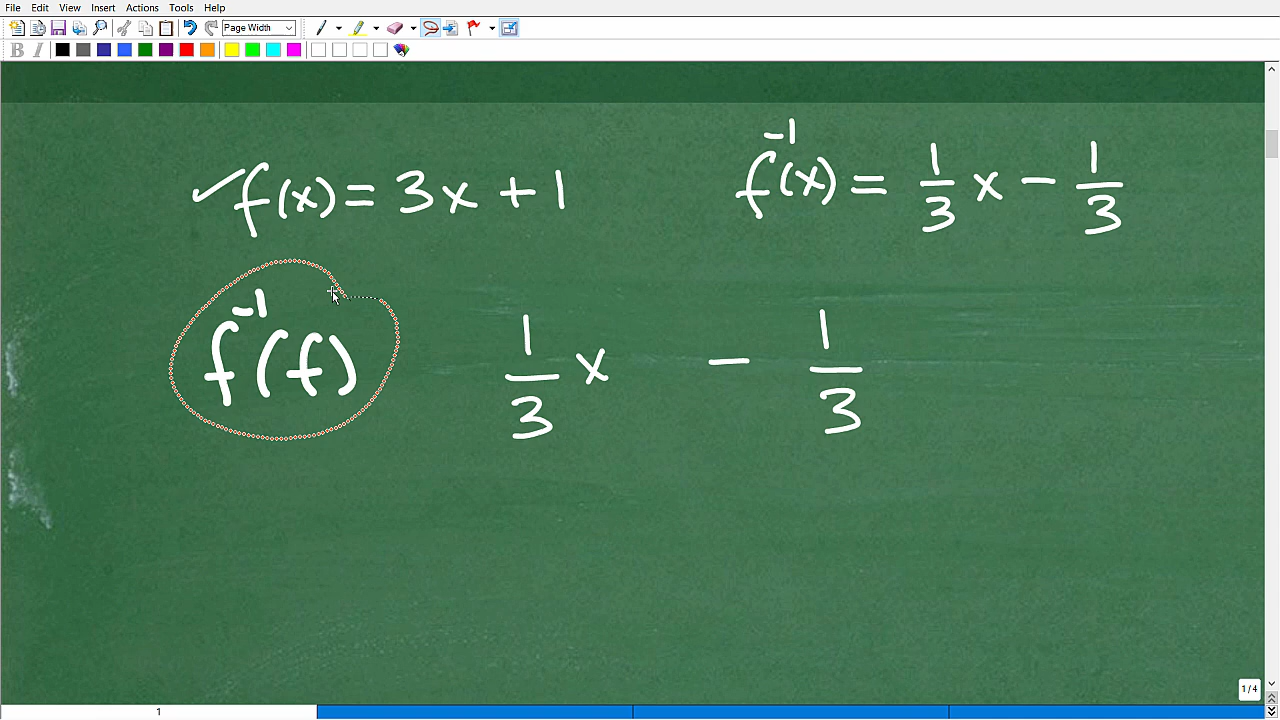 File Edit View Insert Actions Tools Help
Page Width
B I
f(x) = 3x + 1
f⁻¹(x) = 1/3 x - 1/3
f⁻¹(f) 1/3 x - 1/3
1/4
1